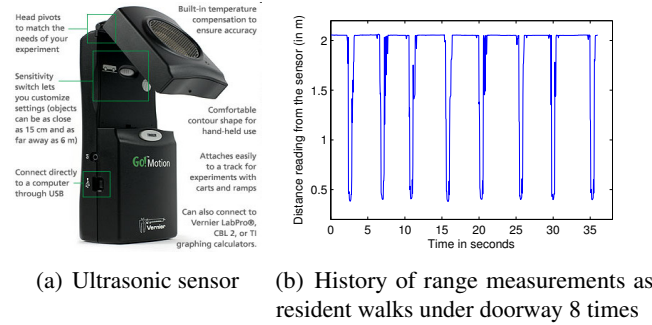 Head pivots
to match the
needs of your
experiment
Sensitivity
switch lets
you customize
settings (objects
can be as close
as 15 cm and as
far away as 6 m)
Connect directly
to a computer
through USB
Built-in temperature
compensation to
ensure accuracy
Comfortable
contour shape for
hand-held use
Attaches easily
to a track for
experiments with
carts and ramps
Can also connect to
Vernier LabPro®,
CBL 2, or TI
graphing calculators.
Go! Motion
Vernier
(a) Ultrasonic sensor
Distance reading from the sensor (in m)
2
1.5
1
0.5
0 5 10 15 20 25 30 35
Time in seconds
(b) History of range measurements as
resident walks under doorway 8 times